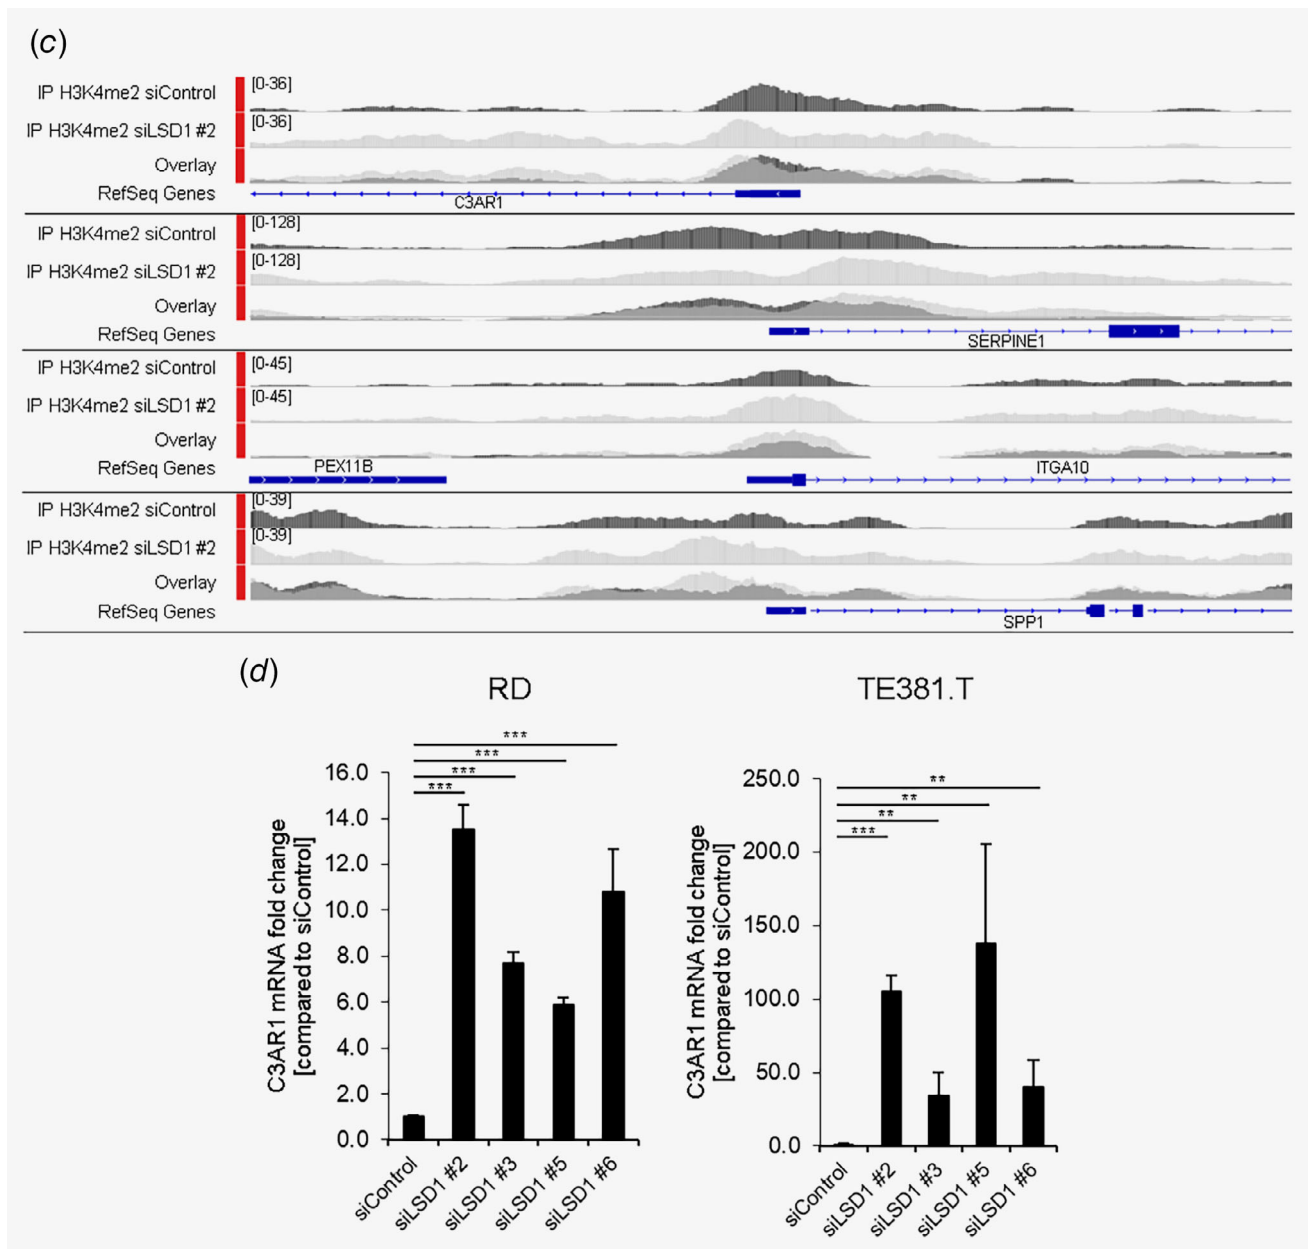 (c)
IP H3K4me2 siControl [0-36]
IP H3K4me2 siLSD1 #2 [0-36]
Overlay
RefSeq Genes
C3AR1
IP H3K4me2 siControl [0-128]
IP H3K4me2 siLSD1 #2 [0-128]
Overlay
RefSeq Genes
SERPINE1
IP H3K4me2 siControl [0-45]
IP H3K4me2 siLSD1 #2 [0-45]
Overlay
RefSeq Genes
PEX11B ITGA10
IP H3K4me2 siControl [0-39]
IP H3K4me2 siLSD1 #2 [0-39]
Overlay
RefSeq Genes
SPP1
(d)
RD
C3AR1 mRNA fold change
[compared to siControl]
16.0
14.0
12.0
10.0
8.0
6.0
4.0
2.0
0.0
***
***
***
***
siControl
siLSD1 #2
siLSD1 #3
siLSD1 #5
siLSD1 #6
TE381.T
C3AR1 mRNA fold change
[compared to siControl]
250.0
200.0
150.0
100.0
50.0
0.0
**
**
**
***
siControl
siLSD1 #2
siLSD1 #3
siLSD1 #5
siLSD1 #6